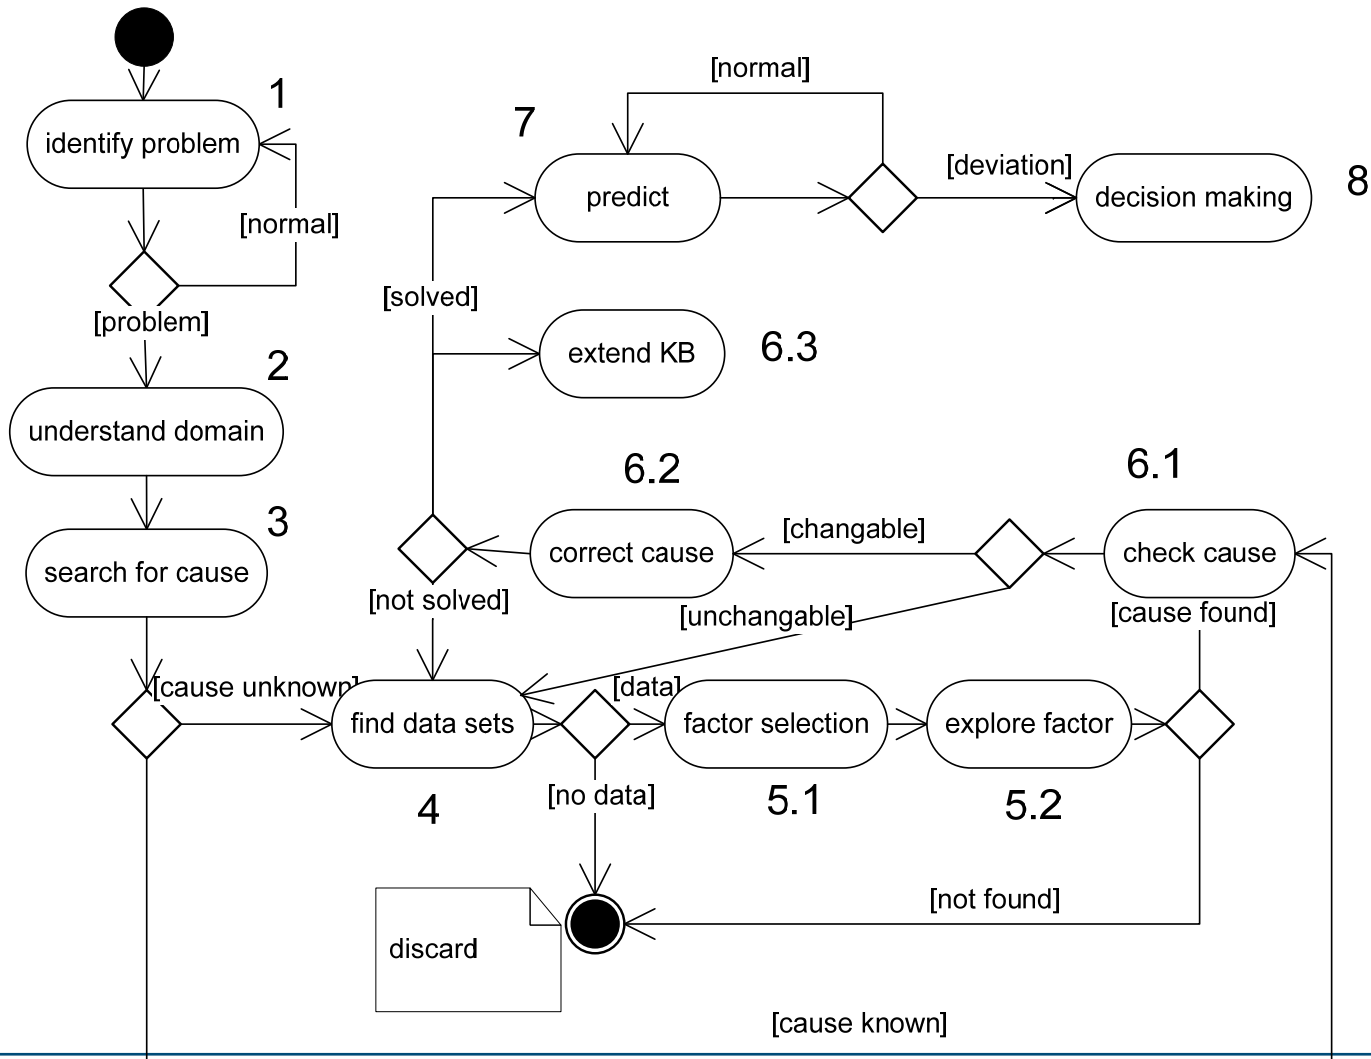 [normal]
1
7
identify problem
[deviation]
8
predict
decision making
[normal]
[solved]
[problem]
extend KB
6.3
2
understand domain
6.2
6.1
3
[changable]
correct cause
check cause
search for cause
[not solved]
[unchangable]
[cause found]
[cause unknown]
[data]
find data sets
factor selection
explore factor
4
[no data]
5.1
5.2
[not found]
discard
[cause known]